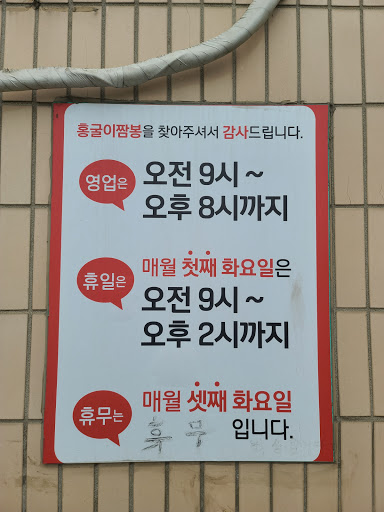 홍굴이짬뽕을 찾아주셔서 감사드립니다.
영업은
오전 9시 ~
오후 8시까지
휴일은
매월 첫째 화요일은
오전 9시 ~
오후 2시까지
휴무는
매월 셋째 화요일
입니다.
휴무